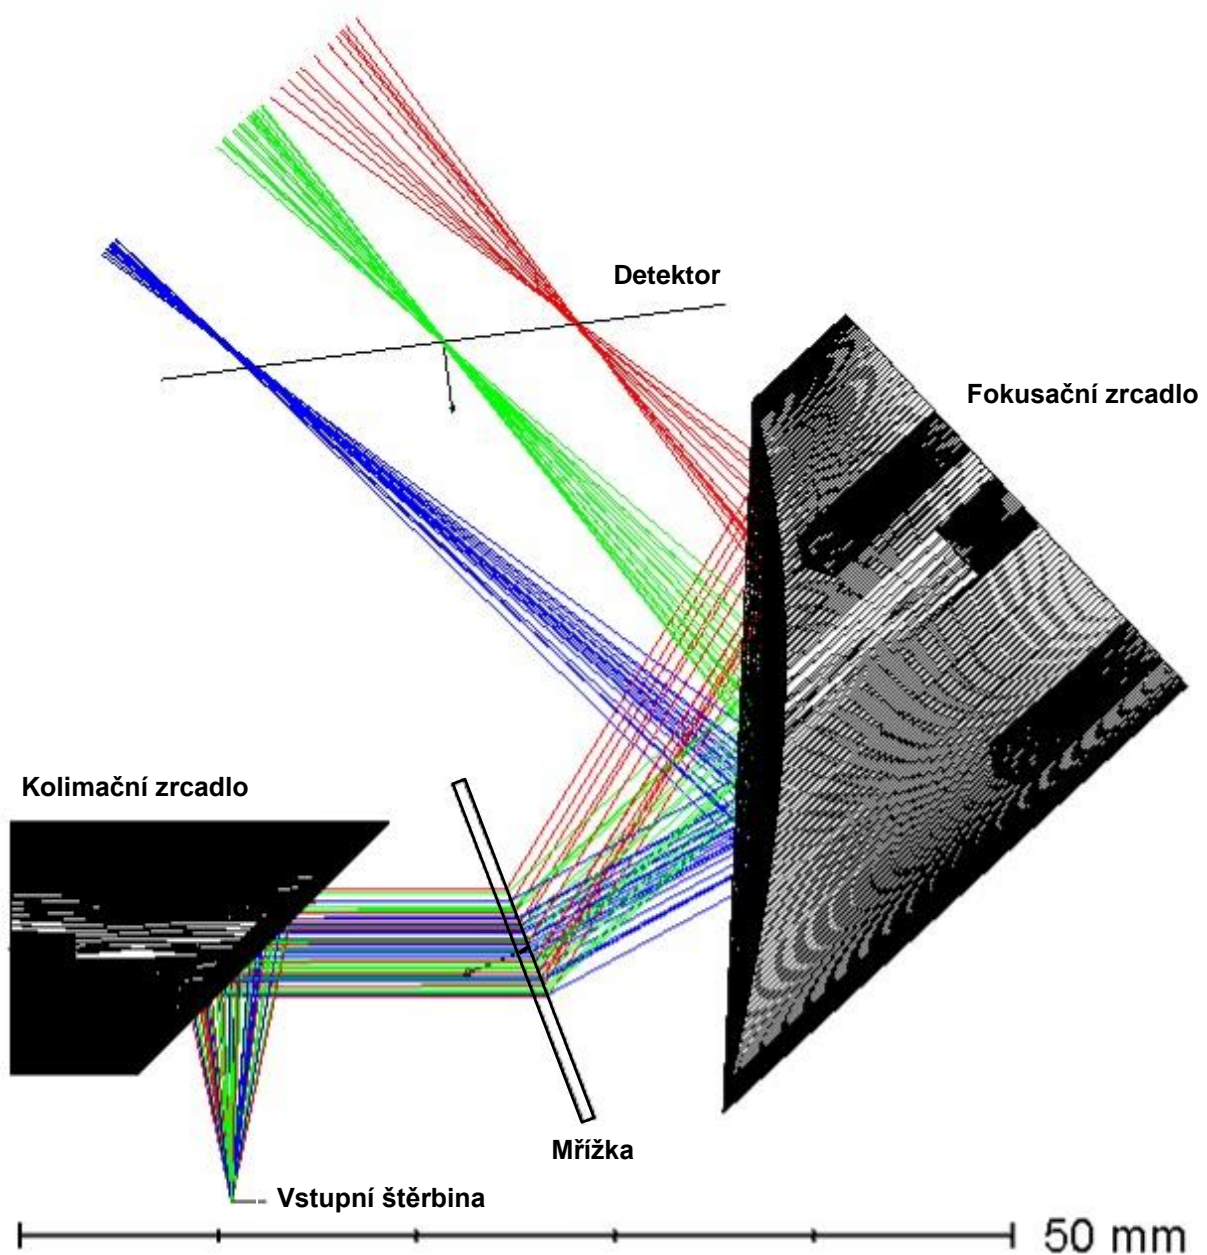 Detektor
Fokusační zrcadlo
Kolimační zrcadlo
Mřížka
Vstupní štěrbina
50 mm